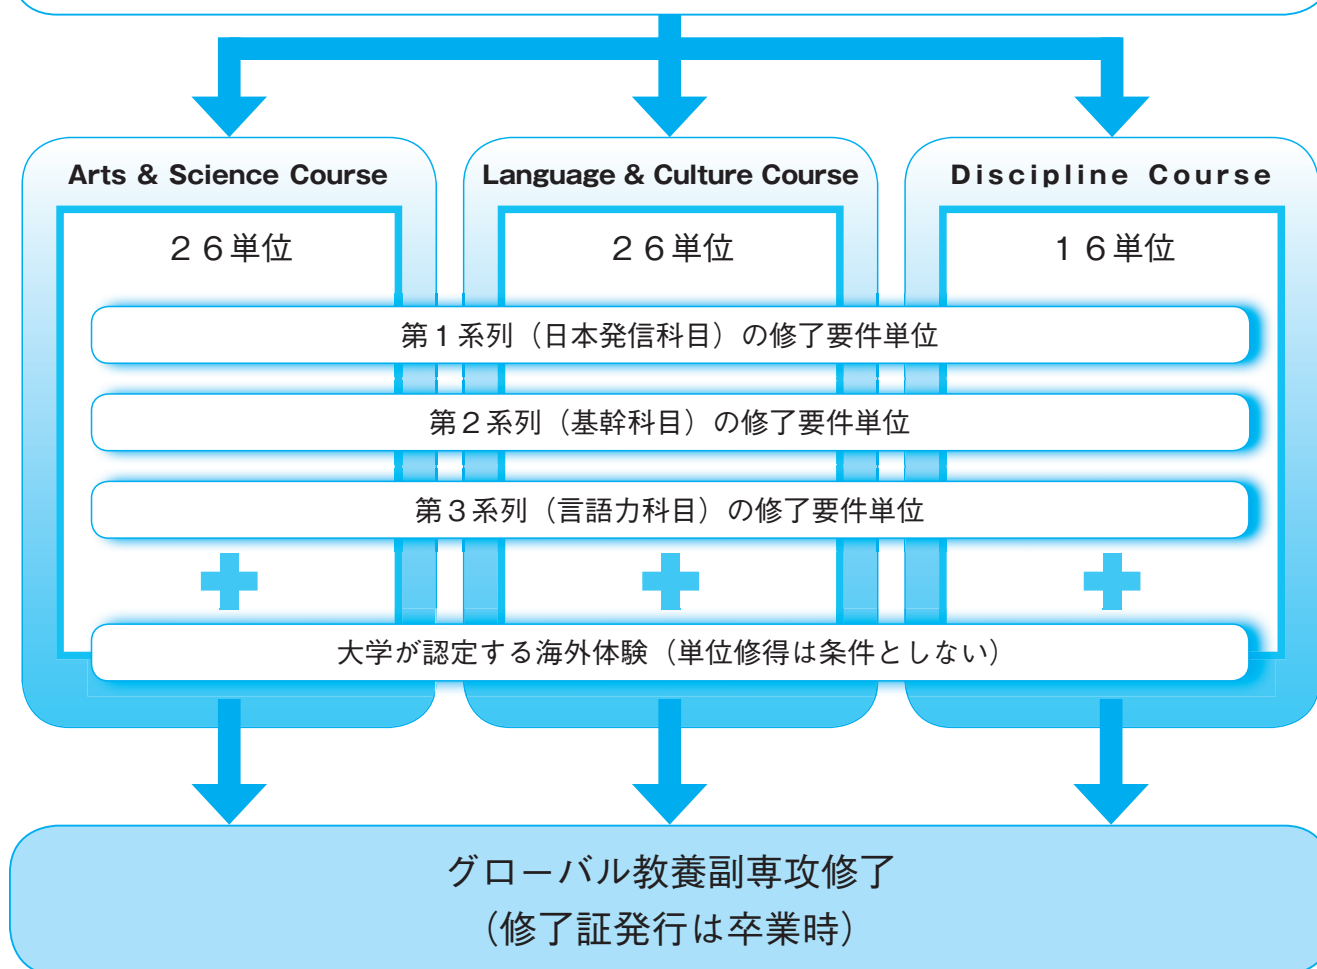 Arts & Science Course
Language & Culture Course
Discipline Course
２６単位
２６単位
１６単位
第１系列（日本発信科目）の修了要件単位
第２系列（基幹科目）の修了要件単位
第３系列（言語力科目）の修了要件単位
大学が認定する海外体験（単位修得は条件としない）
グローバル教養副専攻修了
（修了証発行は卒業時）